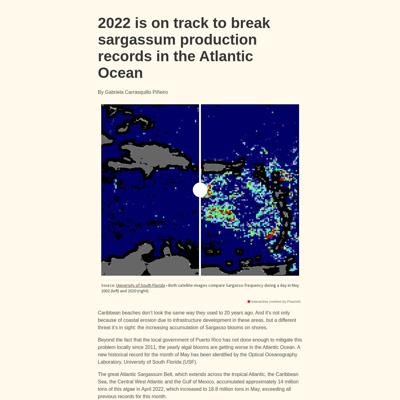 2022 is on track to break
sargassum production
records in the Atlantic
Ocean
By Gabriela Carrasquillo Piñeiro
Source: University of South Florida • Both satellite images compare Sargasso frequency during a day in May
2002 (left) and 2020 (right).
Interactive content by Flourish
Caribbean beaches don't look the same way they used to 20 years ago. And it's not only
because of coastal erosion due to infrastructure development in these areas, but a different
threat it's in sight: the increasing accumulation of Sargasso blooms on shores.
Beyond the fact that the local government of Puerto Rico has not done enough to mitigate this
problem locally since 2011, the yearly algal blooms are getting worse in the Atlantic Ocean. A
new historical record for the month of May has been identified by the Optical Oceanography
Laboratory, University of South Florida (USF).
The great Atlantic Sargassum Belt, which extends across the tropical Atlantic, the Caribbean
Sea, the Central West Atlantic and the Gulf of Mexico, accumulated approximately 14 million
tons of this algae in April 2022, which increased to 18.8 million tons in May, exceeding all
previous records for this month.